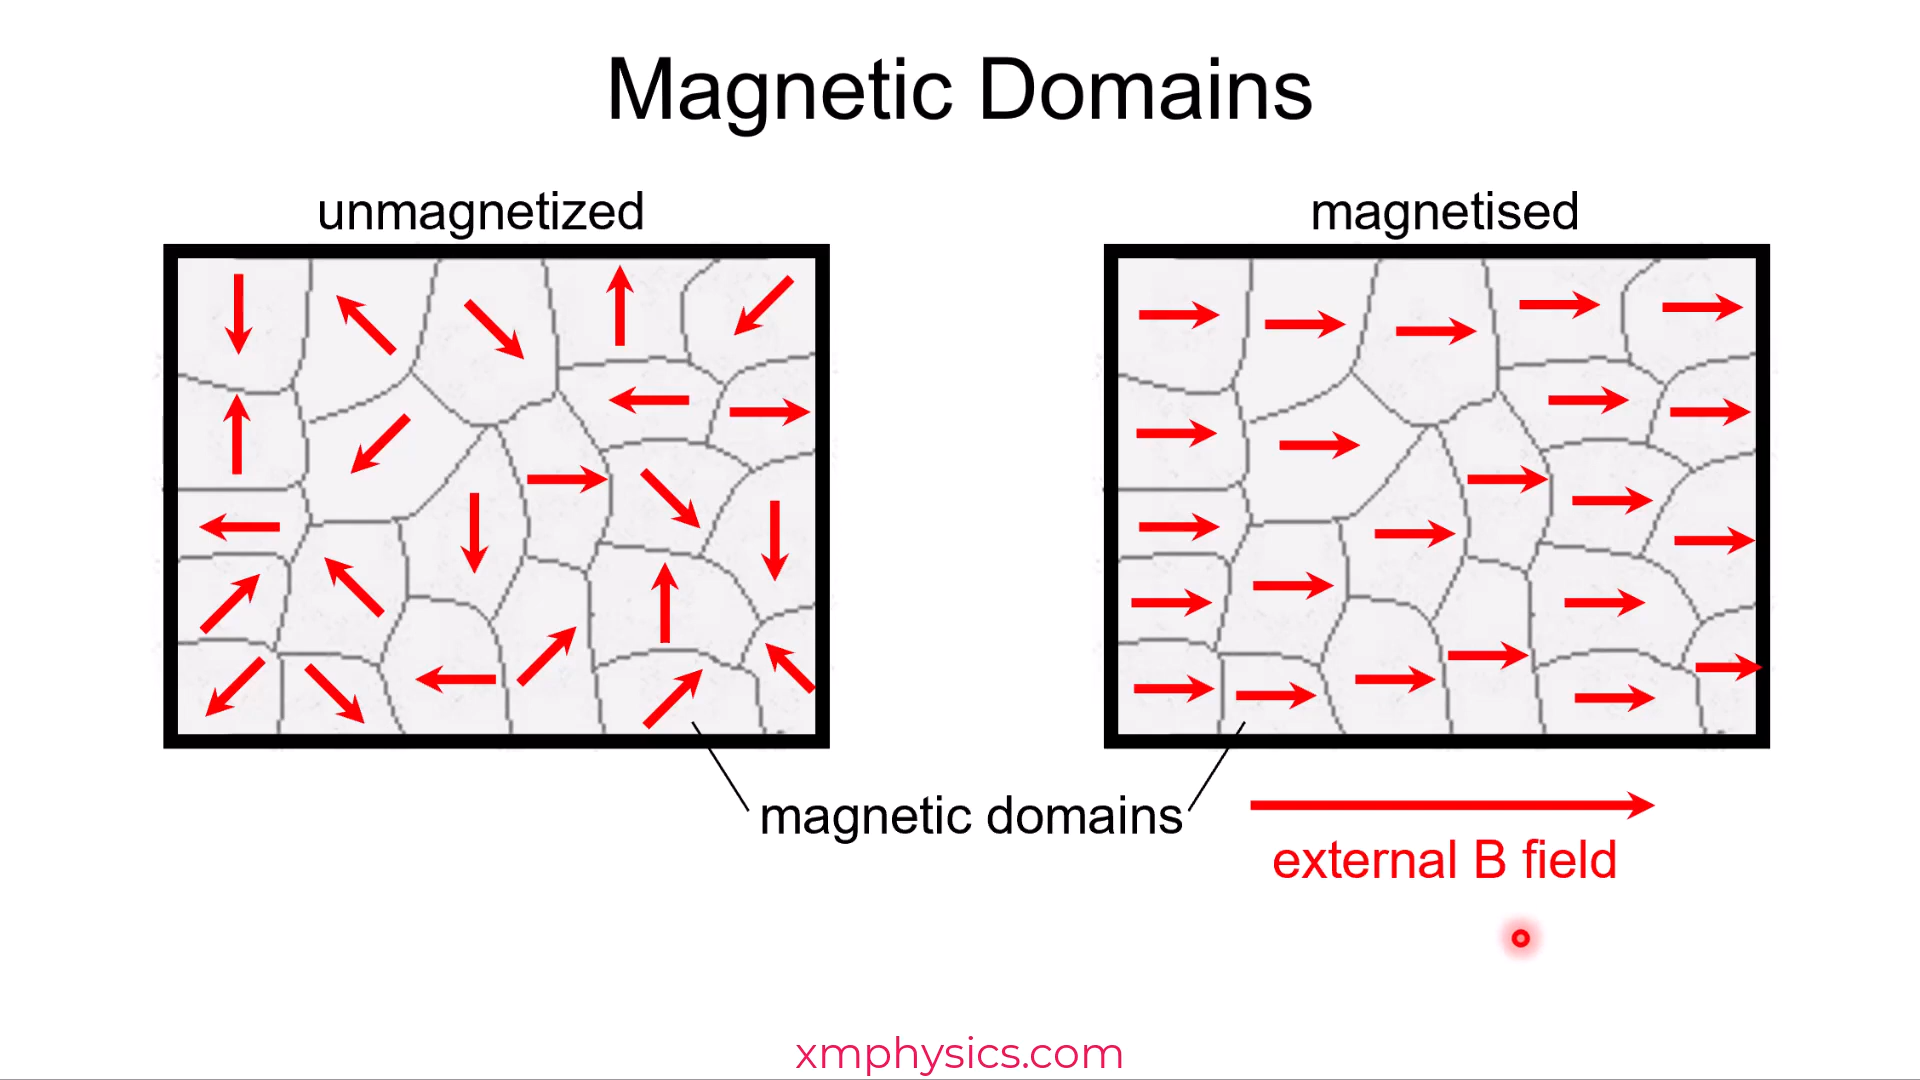 Magnetic Domains
unmagnetized
magnetised
magnetic domains
external B field
xmphysics.com